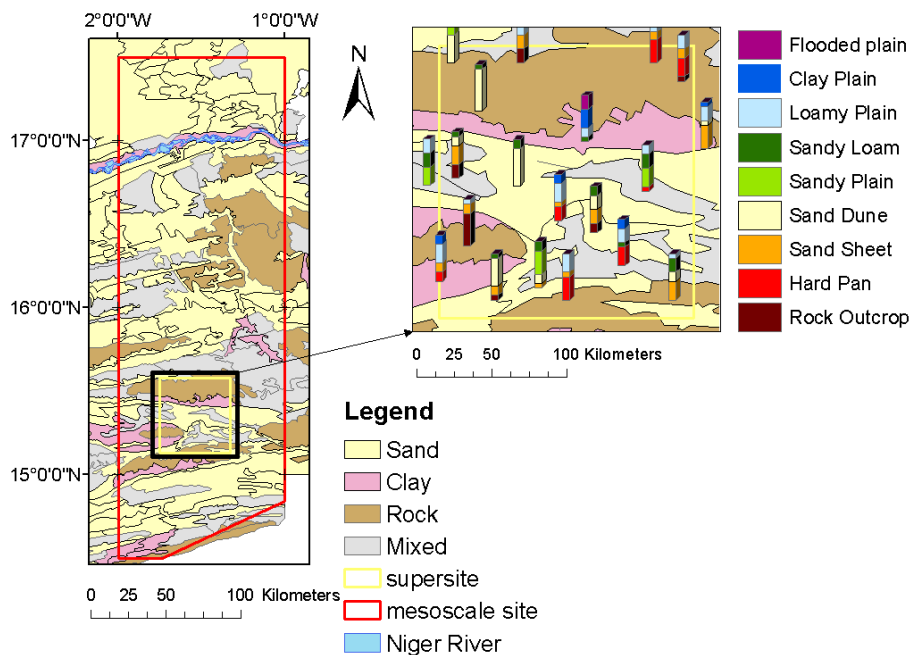 2°0'0"W 1°0'0"W
N
17°0'0"N
16°0'0"N
15°0'0"N
0 25 50 100 Kilometers
Flooded plain
Clay Plain
Loamy Plain
Sandy Loam
Sandy Plain
Sand Dune
Sand Sheet
Hard Pan
Rock Outcrop
0 25 50 100 Kilometers
Legend
Sand
Clay
Rock
Mixed
supersite
mesoscale site
Niger River